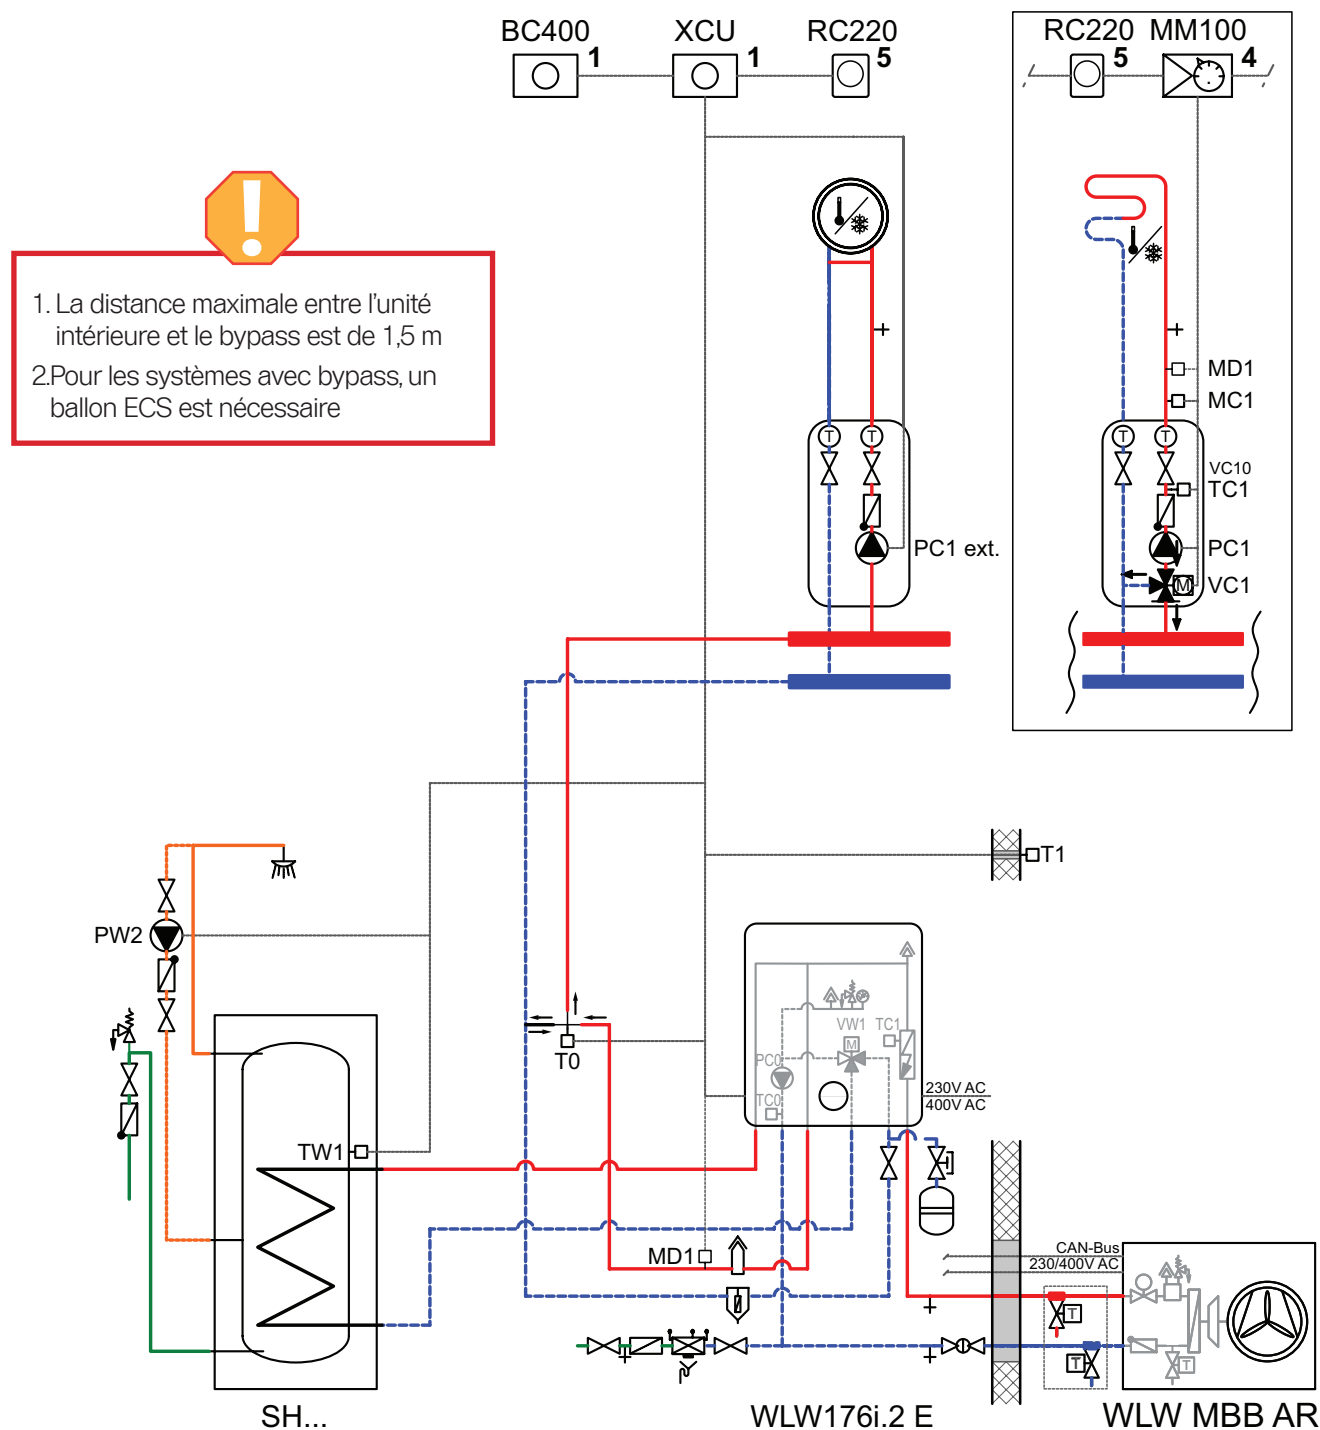 BC400
1
XCU
1
RC220
5
RC220
5
MM100
4
1. La distance maximale entre l'unité
intérieure et le bypass est de 1,5 m
2.Pour les systèmes avec bypass, un
ballon ECS est nécessaire
MD1
MC1
T
T
T
T
VC10
TC1
PC1 ext.
PC1
M
VC1
T1
PW2
VW1
TC1
M
T0
PC0
TC0
230V AC
400V AC
TW1
MD1
CAN-Bus
230/400V AC
T
T
T
SH...
WLW176i.2 E
WLW MBB AR